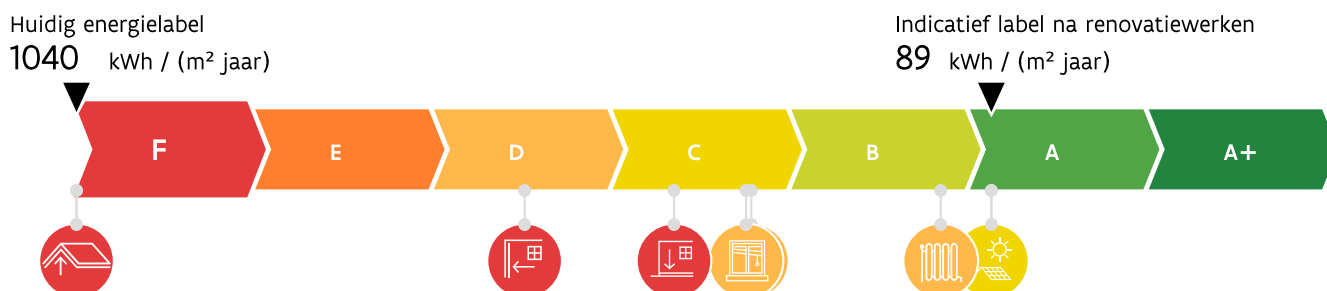 Huidig energielabel
1040 kWh / (m² jaar)
Indicatief label na renovatiewerken
89 kWh / (m² jaar)
F E D C B A A+